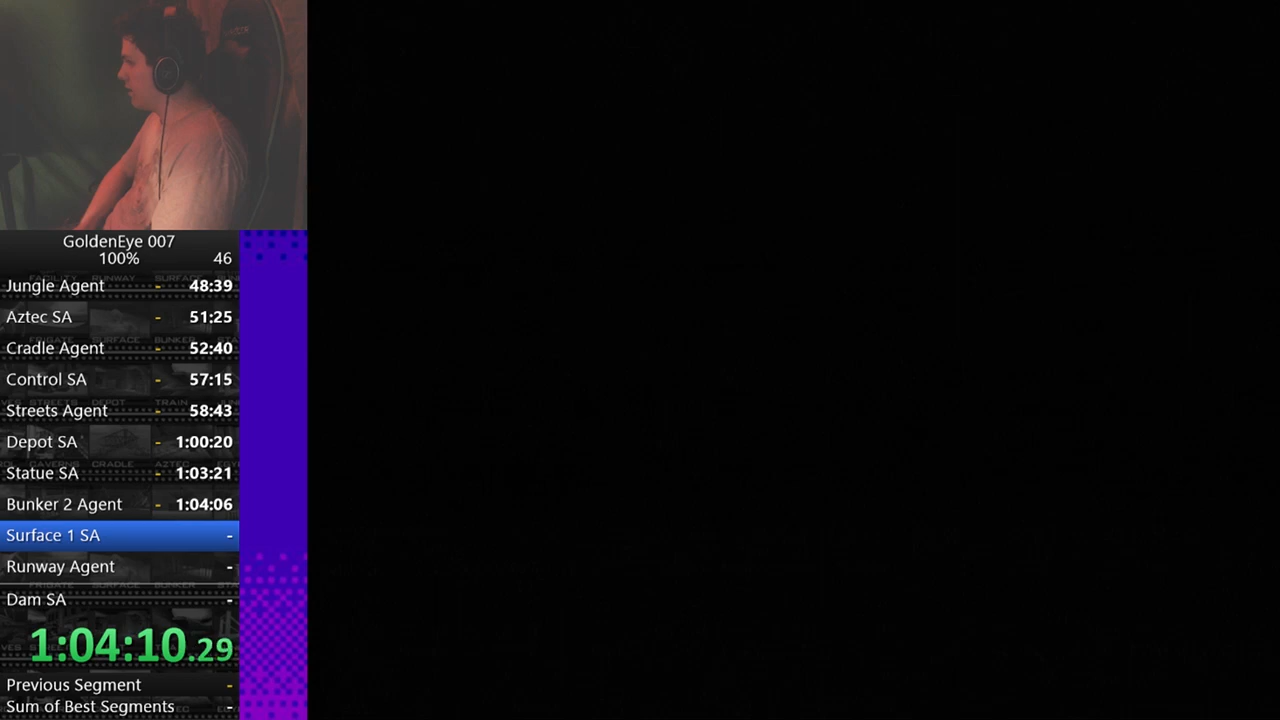 GoldenEye 007
100% 46
Jungle Agent - 48:39
Aztec SA - 51:25
Cradle Agent - 52:40
Control SA - 57:15
Streets Agent - 58:43
Depot SA - 1:00:20
Statue SA - 1:03:21
Bunker 2 Agent - 1:04:06
Surface 1 SA -
Runway Agent -
Dam SA -
1:04:10.29
Previous Segment -
Sum of Best Segments -